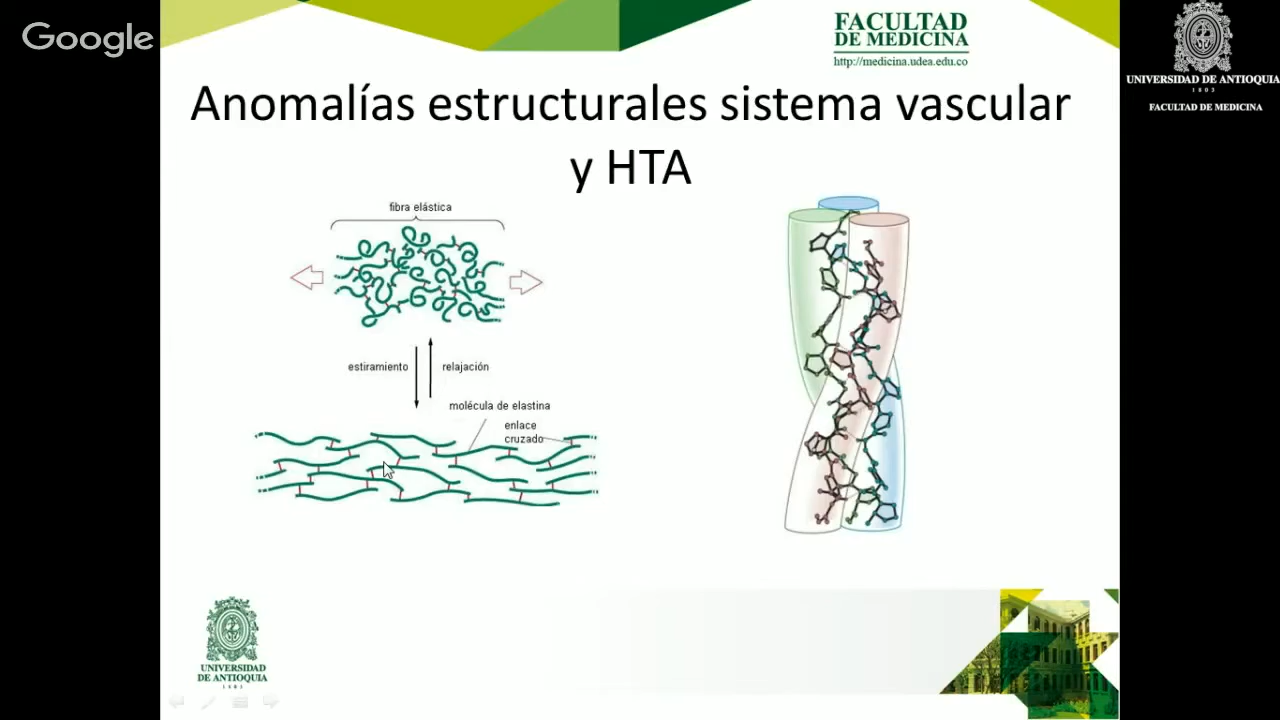 Google
FACULTAD
DE MEDICINA
http://medicina.udea.edu.co
UNIVERSIDAD DE ANTIOQUIA
1803
FACULTAD DE MEDICINA
Anomalías estructurales sistema vascular
y HTA
fibra elástica
estiramiento
relajación
molécula de elastina
enlace
cruzado
UNIVERSIDAD
DE ANTIOQUIA
1803